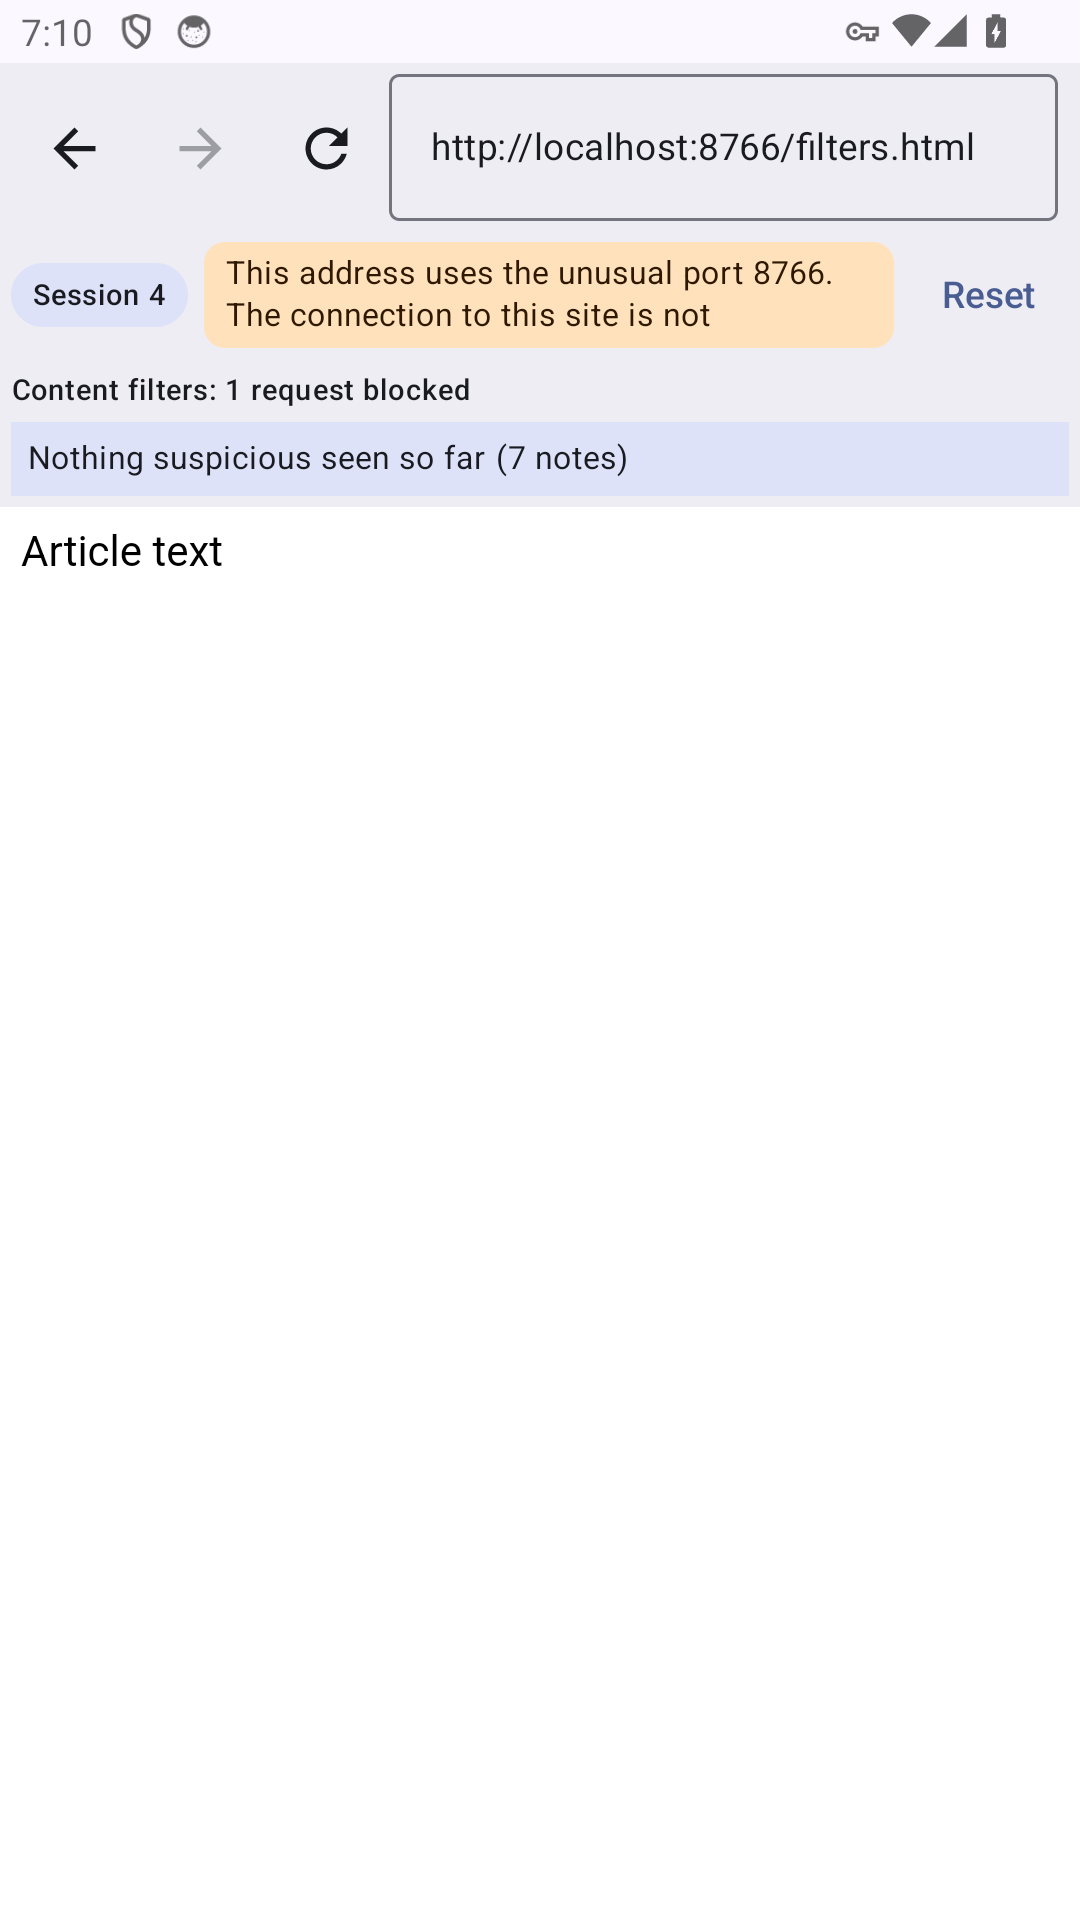 7:10
http://localhost:8766/filters.html
Session 4
This address uses the unusual port 8766.
The connection to this site is not
Reset
Content filters: 1 request blocked
Nothing suspicious seen so far (7 notes)
Article text